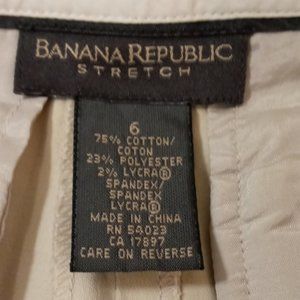 BANANA REPUBLIC
STRETCH
6
75% COTTON/
COTON
23% POLYESTER
2% LYCRA®
SPANDEX/
SPANDEX
LYCRA®
MADE IN CHINA
RN 54023
CA 17897
CARE ON REVERSE